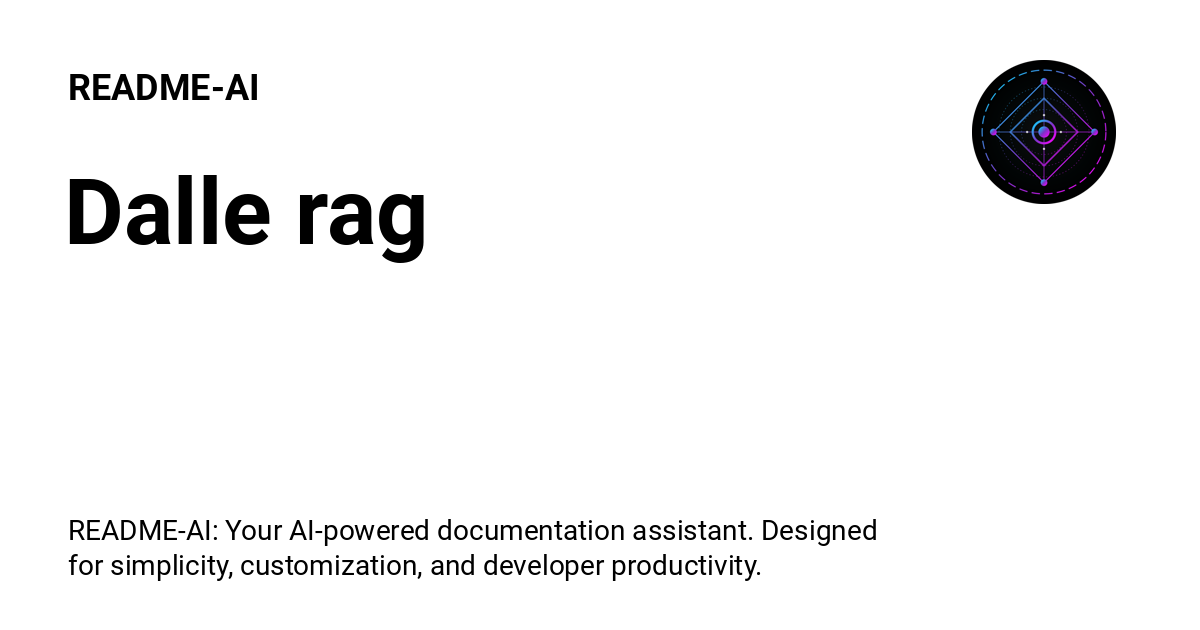 README-AI
Dalle rag
README-AI: Your AI-powered documentation assistant. Designed
for simplicity, customization, and developer productivity.